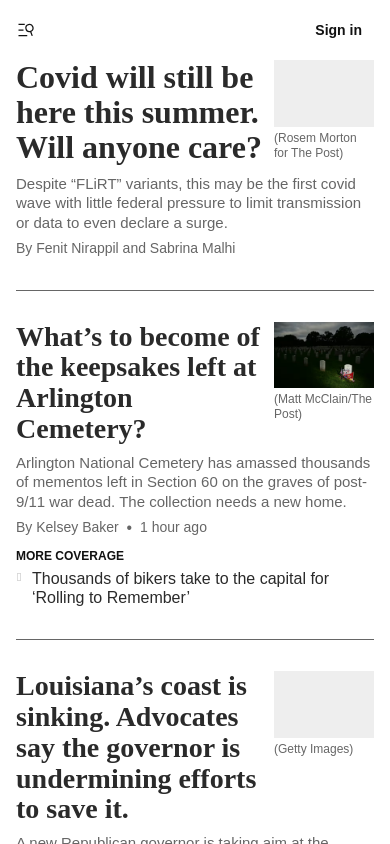 Sign in
Covid will still be
here this summer.
Will anyone care?
(Rosem Morton
for The Post)
Despite “FLiRT” variants, this may be the first covid
wave with little federal pressure to limit transmission
or data to even declare a surge.
By Fenit Nirappil and Sabrina Malhi
What’s to become of
the keepsakes left at
Arlington
Cemetery?
(Matt McClain/The
Post)
Arlington National Cemetery has amassed thousands
of mementos left in Section 60 on the graves of post-
9/11 war dead. The collection needs a new home.
By Kelsey Baker • 1 hour ago
MORE COVERAGE
Thousands of bikers take to the capital for
‘Rolling to Remember’
Louisiana’s coast is
sinking. Advocates
say the governor is
undermining efforts
to save it.
(Getty Images)
A new Republican governor is taking aim at the